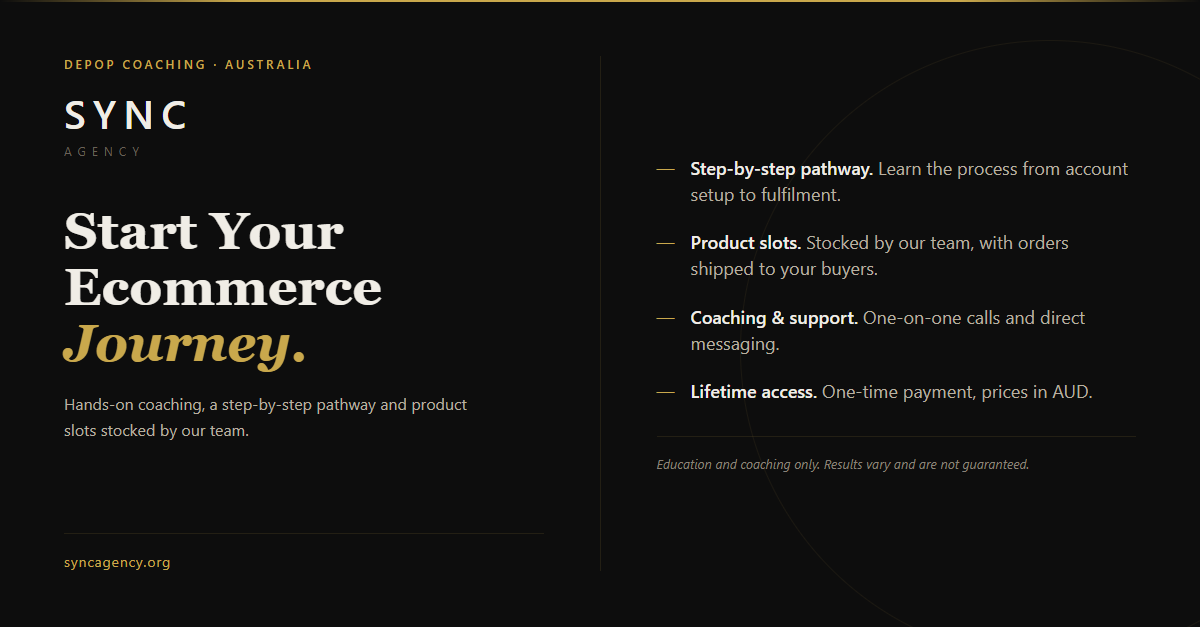 DEPOP COACHING · AUSTRALIA
SYNC
AGENCY
Start Your
Ecommerce
Journey.
Hands-on coaching, a step-by-step pathway and product
slots stocked by our team.
syncagency.org
— Step-by-step pathway. Learn the process from account
setup to fulfilment.
— Product slots. Stocked by our team, with orders
shipped to your buyers.
— Coaching & support. One-on-one calls and direct
messaging.
— Lifetime access. One-time payment, prices in AUD.
Education and coaching only. Results vary and are not guaranteed.